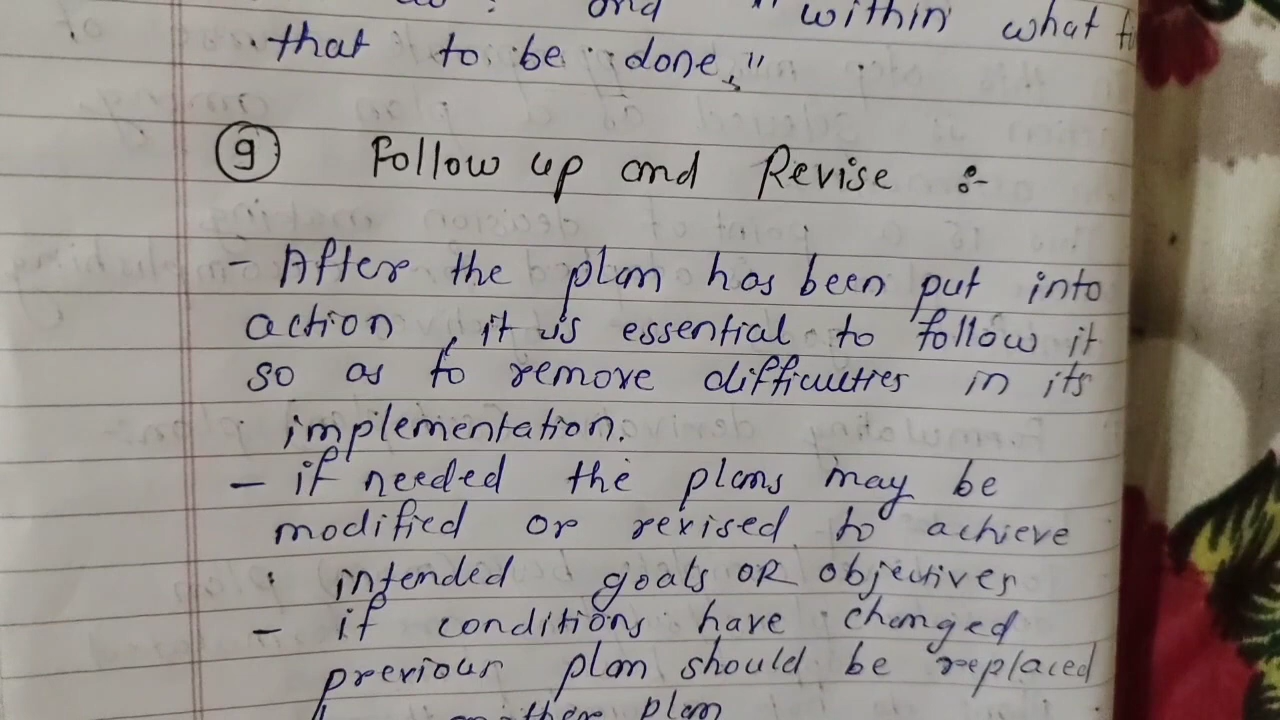 and " within what
that to be done,"
9 Follow up and Revise :-
- After the plan has been put into
action, it is essential to follow it
so as to remove difficulties in its
implementation.
- if needed the plans may be
modified or revised to achieve
intended goals OR objectives
- if conditions have changed
previous plan should be replaced
another plan